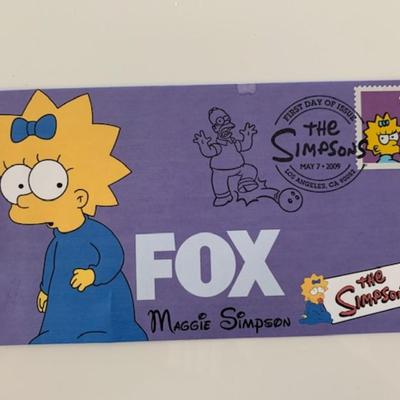 FIRST DAY OF ISSUE
The
SIMPSONS
MAY 7 • 2009
LOS ANGELES, CA 90052
FOX
Maggie Simpson
The
SIMPSONS